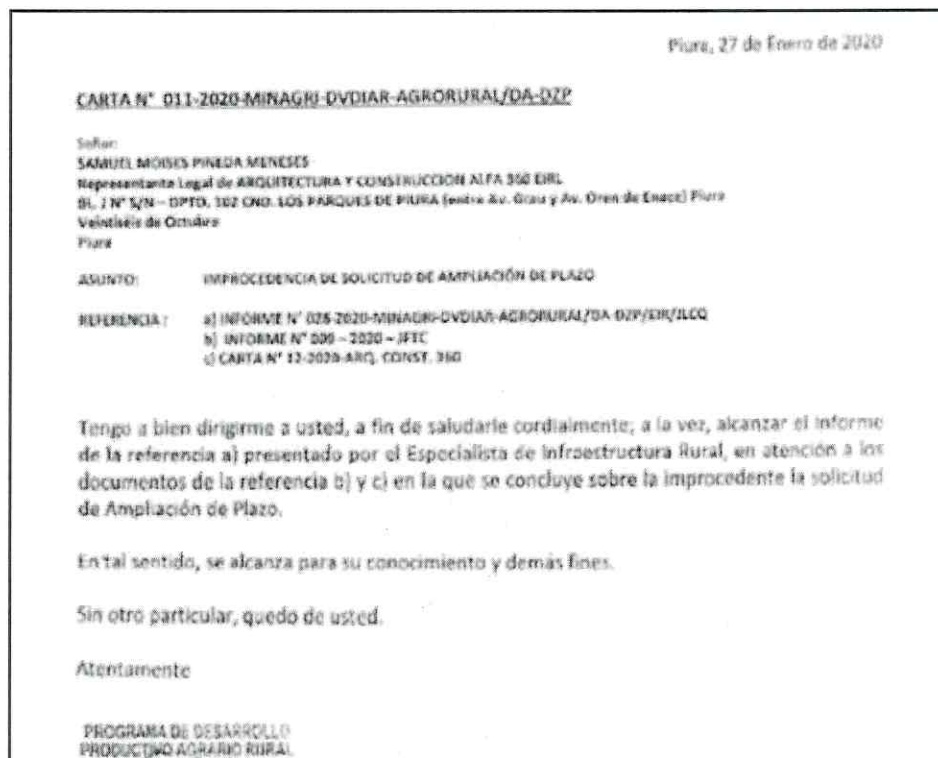 Piura, 27 de Enero de 2020
CARTA N° 011-2020-MINAGRI-DVDIAR-AGRORURAL/DA-DZP
Señor:
SAMUEL MOISES PINEDA MENESES
Representante Legal de ARQUITECTURA Y CONSTRUCCION ALFA 360 EIRL
N° S/N – DPTO. 102 CND. LOS PARQUES DE PIURA (entre Av. Grau y Av. Oren de Enace) Piura
Veintiséis de Octubre
Piura
ASUNTO: IMPROCEDENCIA DE SOLICITUD DE AMPLIACIÓN DE PLAZO
REFERENCIA : a) INFORME N° 028-2020-MINAGRI-DVDIAR-AGRORURAL/DA-DZP/EIR/JLCQ
b) INFORME N° 009 – 2020 – JFTC
c) CARTA N° 12-2020-ARQ. CONST. 360
Tengo a bien dirigirme a usted, a fin de saludarle cordialmente; a la vez, alcanzar el informe
de la referencia a) presentado por el Especialista de Infraestructura Rural, en atención a los
documentos de la referencia b) y c) en la que se concluye sobre la improcedente la solicitud
de Ampliación de Plazo.
En tal sentido, se alcanza para su conocimiento y demás fines.
Sin otro particular, quedo de usted.
Atentamente
PROGRAMA DE DESARROLLO
PRODUCTIVO AGRARIO RURAL